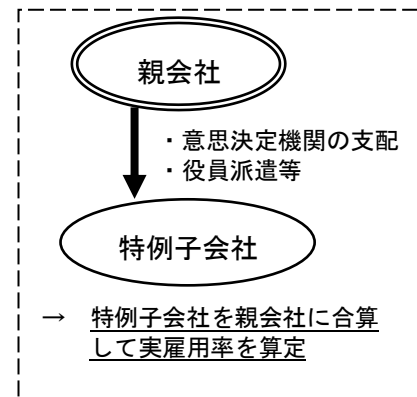 親会社
・意思決定機関の支配
・役員派遣等
特例子会社
→ 特例子会社を親会社に合算
して実雇用率を算定